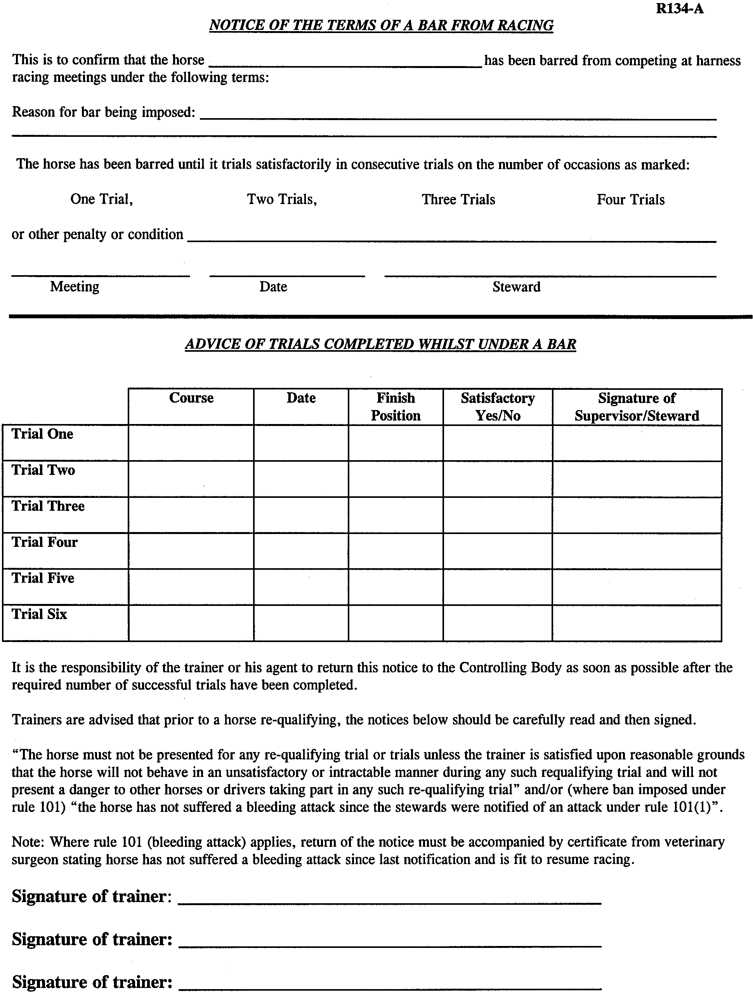 R134-A
NOTICE OF THE TERMS OF A BAR FROM RACING
This is to confirm that the horse has been barred from competing at harness
racing meetings under the following terms:
Reason for bar being imposed:
The horse has been barred until it trials satisfactorily in consecutive trials on the number of occasions as marked:
One Trial, Two Trials, Three Trials Four Trials
or other penalty or condition
Meeting Date Steward
ADVICE OF TRIALS COMPLETED WHILST UNDER A BAR
Course Date Finish Satisfactory Signature of
Position Yes/No Supervisor/Steward
Trial One
Trial Two
Trial Three
Trial Four
Trial Five
Trial Six
It is the responsibility of the trainer or his agent to return this notice to the Controlling Body as soon as possible after the
required number of successful trials have been completed.
Trainers are advised that prior to a horse re-qualifying, the notices below should be carefully read and then signed.
“The horse must not be presented for any re-qualifying trial or trials unless the trainer is satisfied upon reasonable grounds
that the horse will not behave in an unsatisfactory or intractable manner during any such requalifying trial and will not
present a danger to other horses or drivers taking part in any such re-qualifying trial” and/or (where ban imposed under
rule 101) “the horse has not suffered a bleeding attack since the stewards were notified of an attack under rule 101(1)”.
Note: Where rule 101 (bleeding attack) applies, return of the notice must be accompanied by certificate from veterinary
surgeon stating horse has not suffered a bleeding attack since last notification and is fit to resume racing.
Signature of trainer:
Signature of trainer:
Signature of trainer: